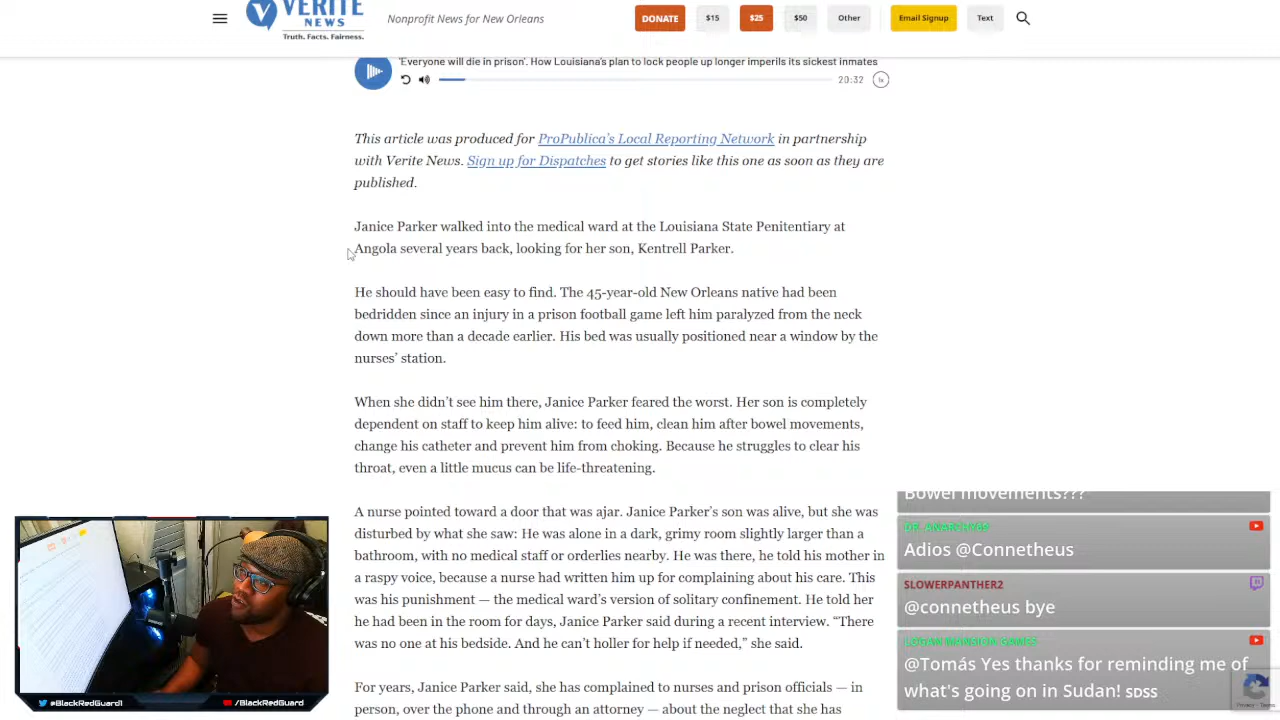 VERITE
NEWS
Truth. Facts. Fairness.
Nonprofit News for New Orleans
DONATE
$15
$25
$50
Other
Email Signup
Text
'Everyone will die in prison'. How Louisiana's plan to lock people up longer imperils its sickest inmates
20:32
1x
This article was produced for ProPublica's Local Reporting Network in partnership
with Verite News. Sign up for Dispatches to get stories like this one as soon as they are
published.
Janice Parker walked into the medical ward at the Louisiana State Penitentiary at
Angola several years back, looking for her son, Kentrell Parker.
He should have been easy to find. The 45-year-old New Orleans native had been
bedridden since an injury in a prison football game left him paralyzed from the neck
down more than a decade earlier. His bed was usually positioned near a window by the
nurses' station.
When she didn't see him there, Janice Parker feared the worst. Her son is completely
dependent on staff to keep him alive: to feed him, clean him after bowel movements,
change his catheter and prevent him from choking. Because he struggles to clear his
throat, even a little mucus can be life-threatening.
A nurse pointed toward a door that was ajar. Janice Parker's son was alive, but she was
disturbed by what she saw: He was alone in a dark, grimy room slightly larger than a
bathroom, with no medical staff or orderlies nearby. He was there, he told his mother in
a raspy voice, because a nurse had written him up for complaining about his care. This
was his punishment — the medical ward's version of solitary confinement. He told her
he had been in the room for days, Janice Parker said during a recent interview. "There
was no one at his bedside. And he can't holler for help if needed," she said.
For years, Janice Parker said, she has complained to nurses and prison officials — in
person, over the phone and through an attorney — about the neglect that she has
Bowel movements???
Adios @Connetheus
SLOWERPANTHER2
@connetheus bye
LOGAN MANSION GAMES
@Tomás Yes thanks for reminding me of
what's going on in Sudan! SDSS
@BlackRedGuard1
/BlackRedGuard
Privacy - Terms